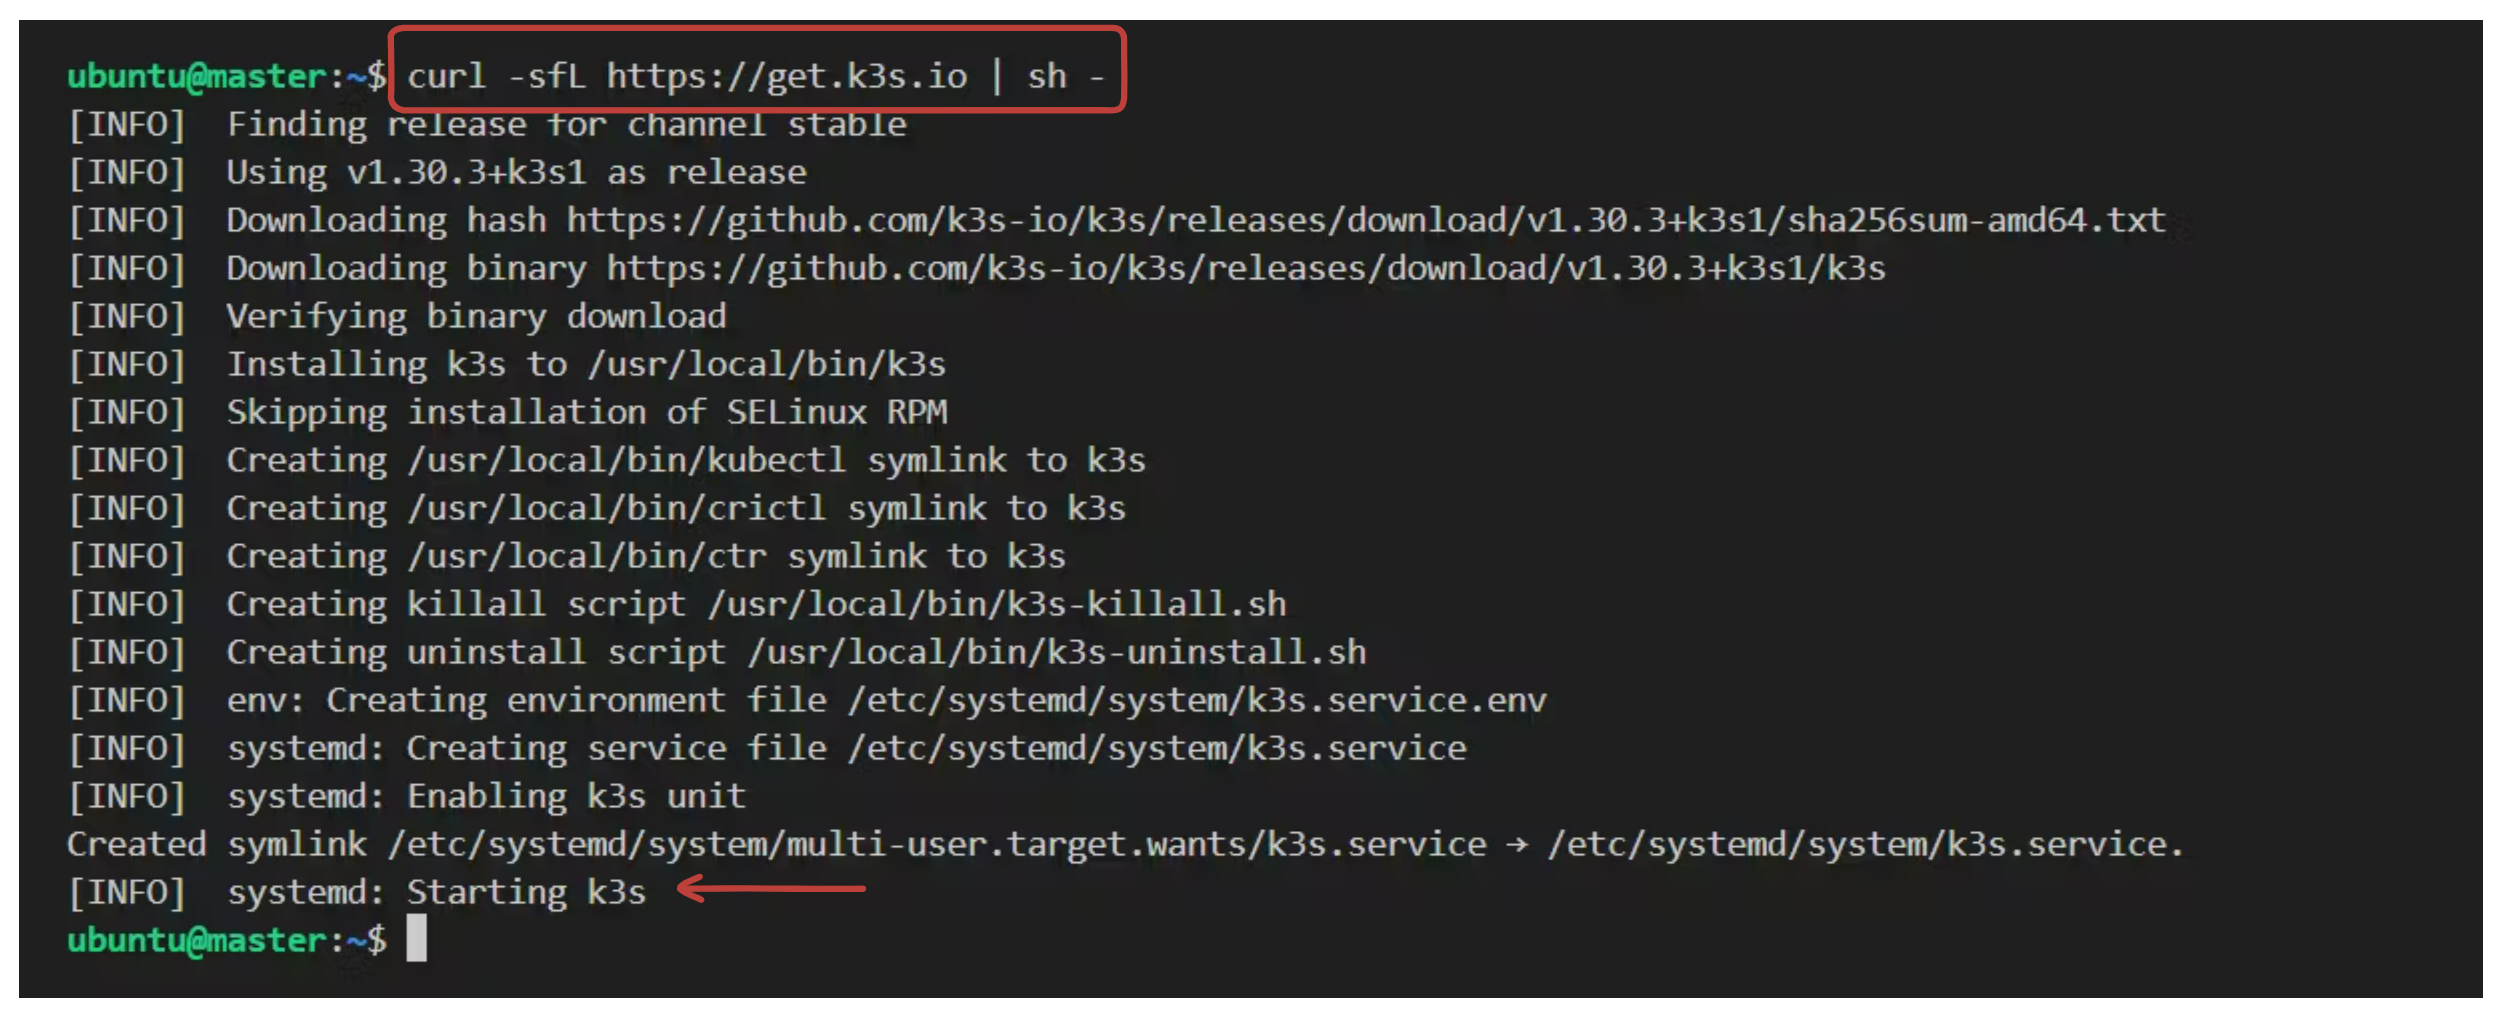 ubuntu@master:~$ curl -sfL https://get.k3s.io | sh -
[INFO]  Finding release for channel stable
[INFO]  Using v1.30.3+k3s1 as release
[INFO]  Downloading hash https://github.com/k3s-io/k3s/releases/download/v1.30.3+k3s1/sha256sum-amd64.txt
[INFO]  Downloading binary https://github.com/k3s-io/k3s/releases/download/v1.30.3+k3s1/k3s
[INFO]  Verifying binary download
[INFO]  Installing k3s to /usr/local/bin/k3s
[INFO]  Skipping installation of SELinux RPM
[INFO]  Creating /usr/local/bin/kubectl symlink to k3s
[INFO]  Creating /usr/local/bin/crictl symlink to k3s
[INFO]  Creating /usr/local/bin/ctr symlink to k3s
[INFO]  Creating killall script /usr/local/bin/k3s-killall.sh
[INFO]  Creating uninstall script /usr/local/bin/k3s-uninstall.sh
[INFO]  env: Creating environment file /etc/systemd/system/k3s.service.env
[INFO]  systemd: Creating service file /etc/systemd/system/k3s.service
[INFO]  systemd: Enabling k3s unit
Created symlink /etc/systemd/system/multi-user.target.wants/k3s.service → /etc/systemd/system/k3s.service.
[INFO]  systemd: Starting k3s
ubuntu@master:~$